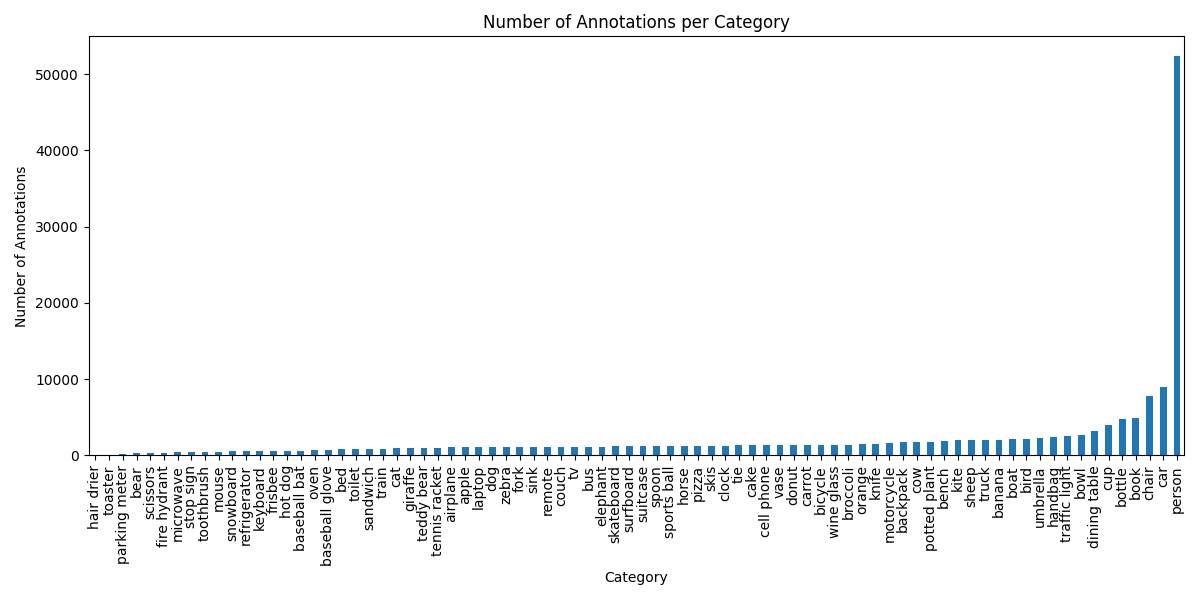 Number of Annotations per Category
Number of Annotations
50000
40000
30000
20000
10000
0
hair drier
toaster
parking meter
bear
scissors
fire hydrant
microwave
stop sign
toothbrush
mouse
snowboard
refrigerator
keyboard
frisbee
hot dog
baseball bat
oven
baseball glove
bed
toilet
sandwich
train
cat
giraffe
teddy bear
tennis racket
airplane
apple
laptop
dog
zebra
fork
sink
remote
couch
tv
bus
elephant
skateboard
surfboard
suitcase
spoon
sports ball
horse
pizza
skis
clock
tie
cake
cell phone
vase
donut
carrot
bicycle
wine glass
broccoli
orange
knife
motorcycle
backpack
cow
potted plant
bench
kite
sheep
truck
banana
boat
bird
umbrella
handbag
traffic light
bowl
dining table
cup
bottle
book
chair
car
person
Category